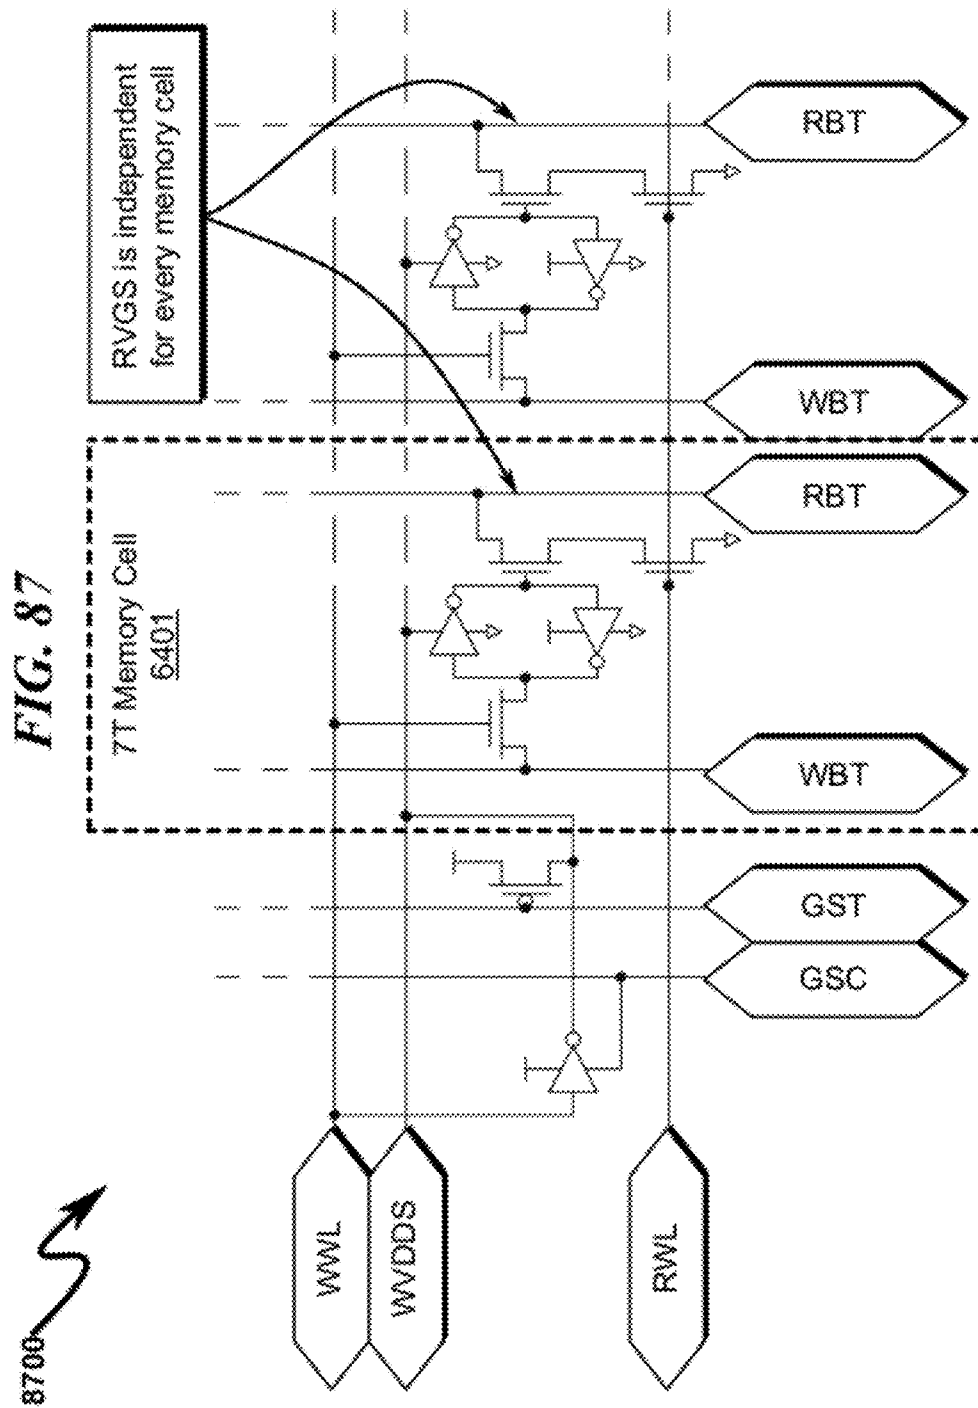 FIG. 87
8700
RVGS is independent
for every memory cell
7T Memory Cell
6401
WWL
WVDDS
RWL
GSC
GST
WBT
RBT
WBT
RBT